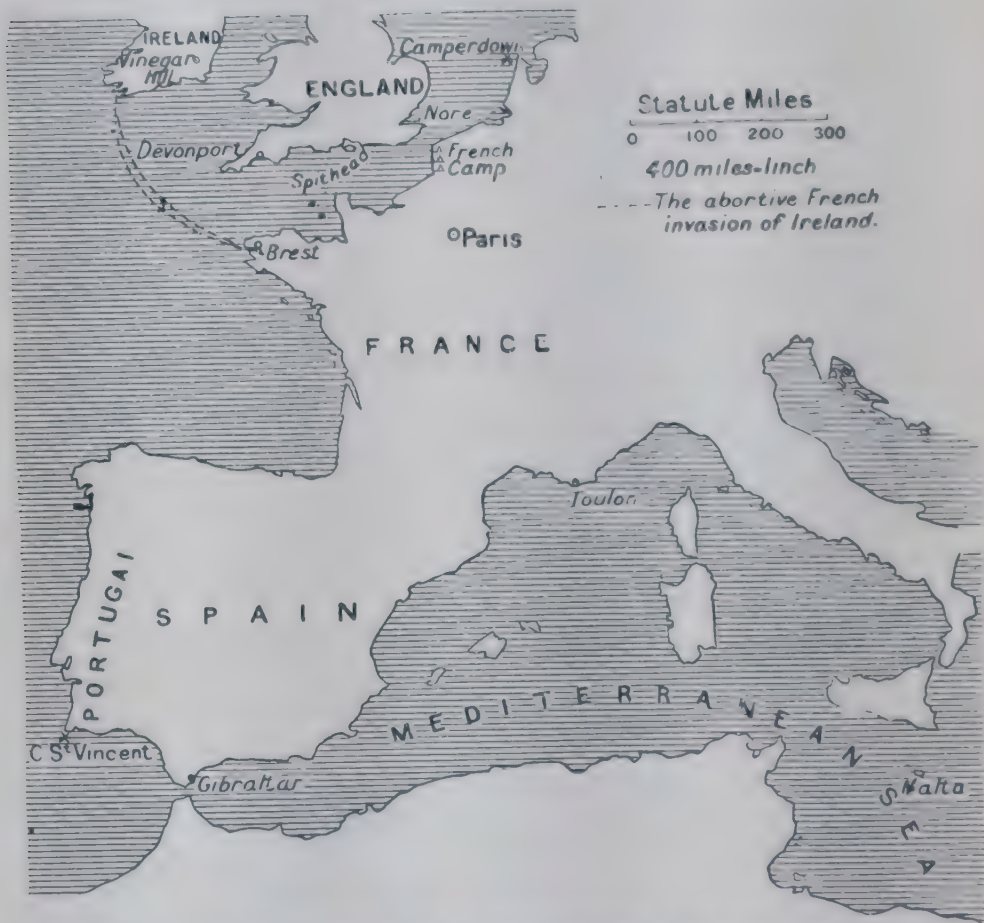 IRELAND
Vinegar
Hill
ENGLAND
Camperdown
Nore
Devonport
Spithead
French
Camp
Brest
Paris
FRANCE
Statute Miles
0 100 200 300
400 miles-1inch
---- The abortive French
invasion of Ireland.
Toulon
PORTUGAL
SPAIN
MEDITERRANEAN SEA
C St Vincent
Gibraltar
Malta